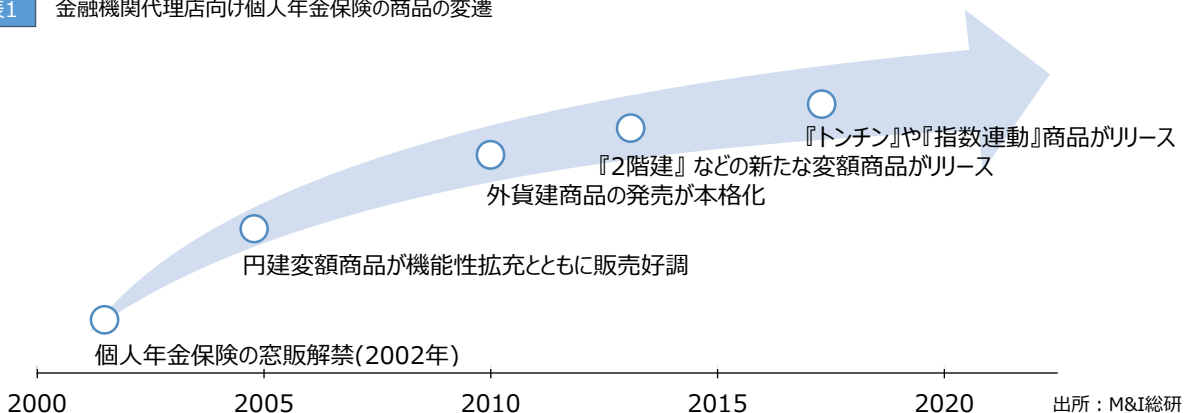 表1 金融機関代理店向け個人年金保険の商品の変遷
『トンチン』や『指数連動』商品がリリース
『2階建』 などの新たな変額商品がリリース
外貨建商品の発売が本格化
円建変額商品が機能性拡充とともに販売好調
個人年金保険の窓販解禁(2002年)
2000 2005 2010 2015 2020 出所：M&I総研